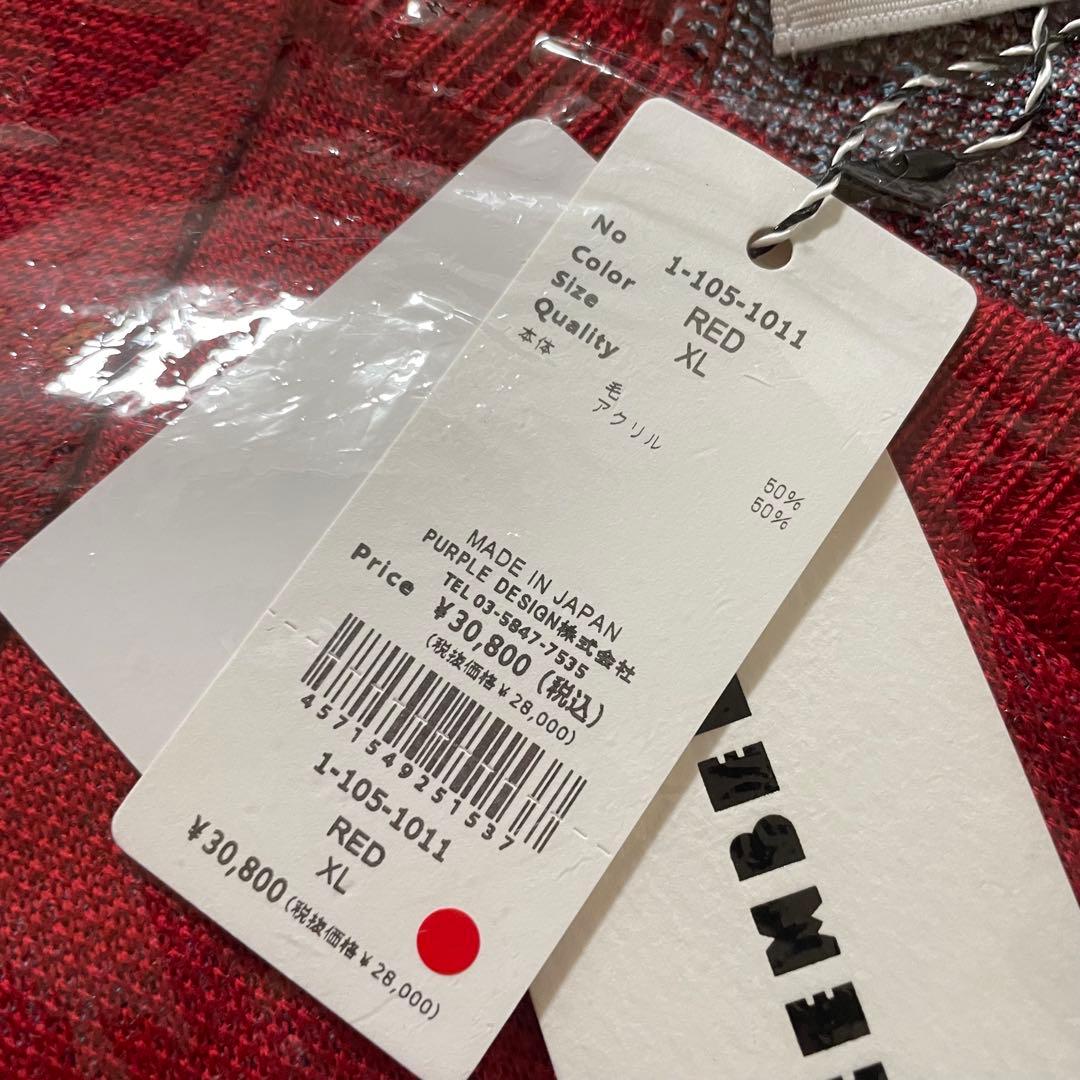 No 1-105-1011
Color RED
Size XL
Quality
本体
毛 50%
アクリル 50%
MADE IN JAPAN
PURPLE DESIGN株式会社
TEL 03-5847-7535
Price ¥30,800 (税込)
(税抜価格¥28,000)
4571549251537
1-105-1011
RED
XL
¥30,800(税抜価格¥28,000)
EMBE